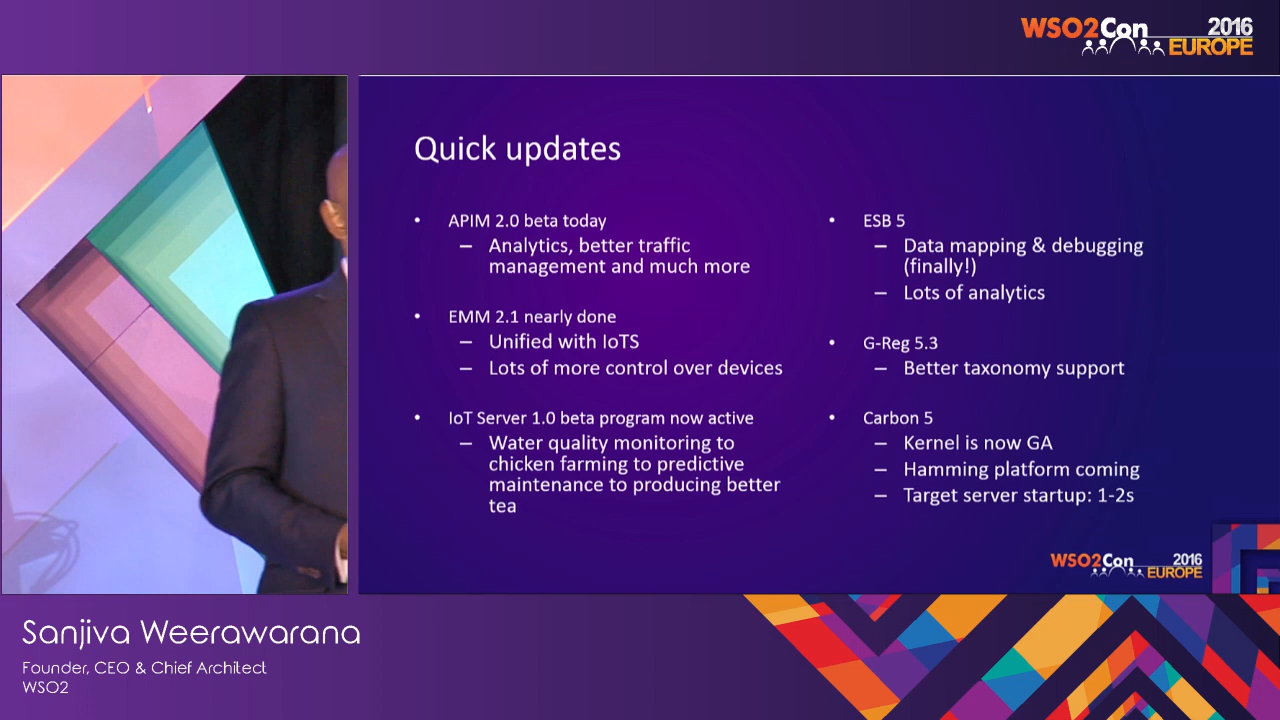 WSO2Con 2016
EUROPE
Quick updates
• APIM 2.0 beta today
– Analytics, better traffic
management and much more
• EMM 2.1 nearly done
– Unified with IoTS
– Lots of more control over devices
• IoT Server 1.0 beta program now active
– Water quality monitoring to
chicken farming to predictive
maintenance to producing better
tea
• ESB 5
– Data mapping & debugging
(finally!)
– Lots of analytics
• G-Reg 5.3
– Better taxonomy support
• Carbon 5
– Kernel is now GA
– Hamming platform coming
– Target server startup: 1-2s
WSO2Con 2016
EUROPE
Sanjiva Weerawarana
Founder, CEO & Chief Architect
WSO2